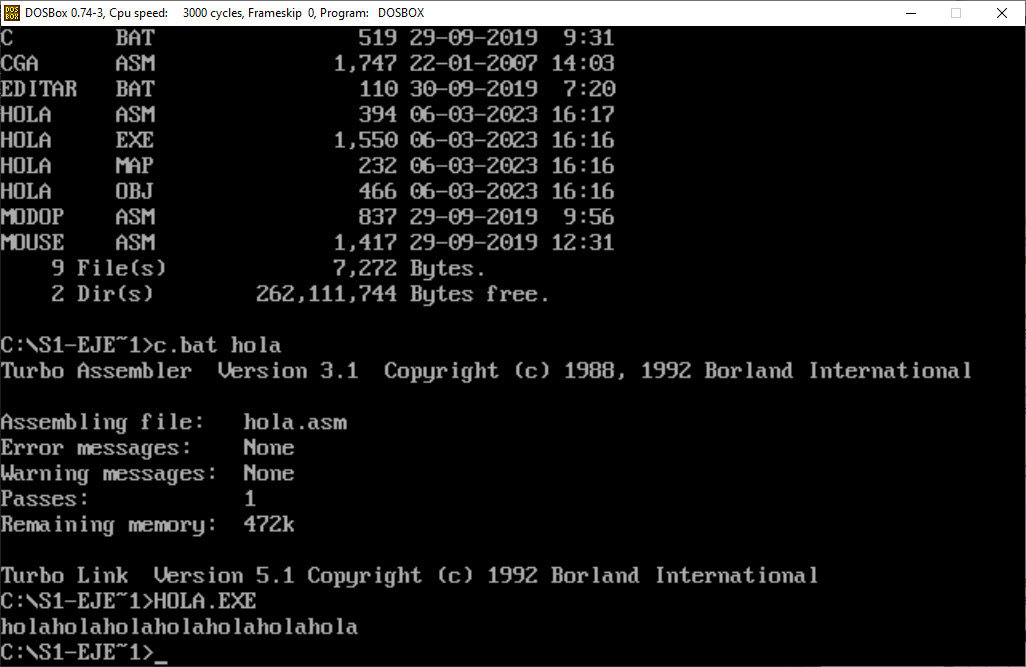 DOSBox 0.74-3, Cpu speed: 3000 cycles, Frameskip 0, Program: DOSBOX
C BAT 519 29-09-2019 9:31
CGA ASM 1,747 22-01-2007 14:03
EDITAR BAT 110 30-09-2019 7:20
HOLA ASM 394 06-03-2023 16:17
HOLA EXE 1,550 06-03-2023 16:16
HOLA MAP 232 06-03-2023 16:16
HOLA OBJ 466 06-03-2023 16:16
MODOP ASM 837 29-09-2019 9:56
MOUSE ASM 1,417 29-09-2019 12:31
9 File(s) 7,272 Bytes.
2 Dir(s) 262,111,744 Bytes free.
C:\S1-EJE~1>c.bat hola
Turbo Assembler Version 3.1 Copyright (c) 1988, 1992 Borland International
Assembling file: hola.asm
Error messages: None
Warning messages: None
Passes: 1
Remaining memory: 472k
Turbo Link Version 5.1 Copyright (c) 1992 Borland International
C:\S1-EJE~1>HOLA.EXE
holaholaholaholaholaholahola
C:\S1-EJE~1>_